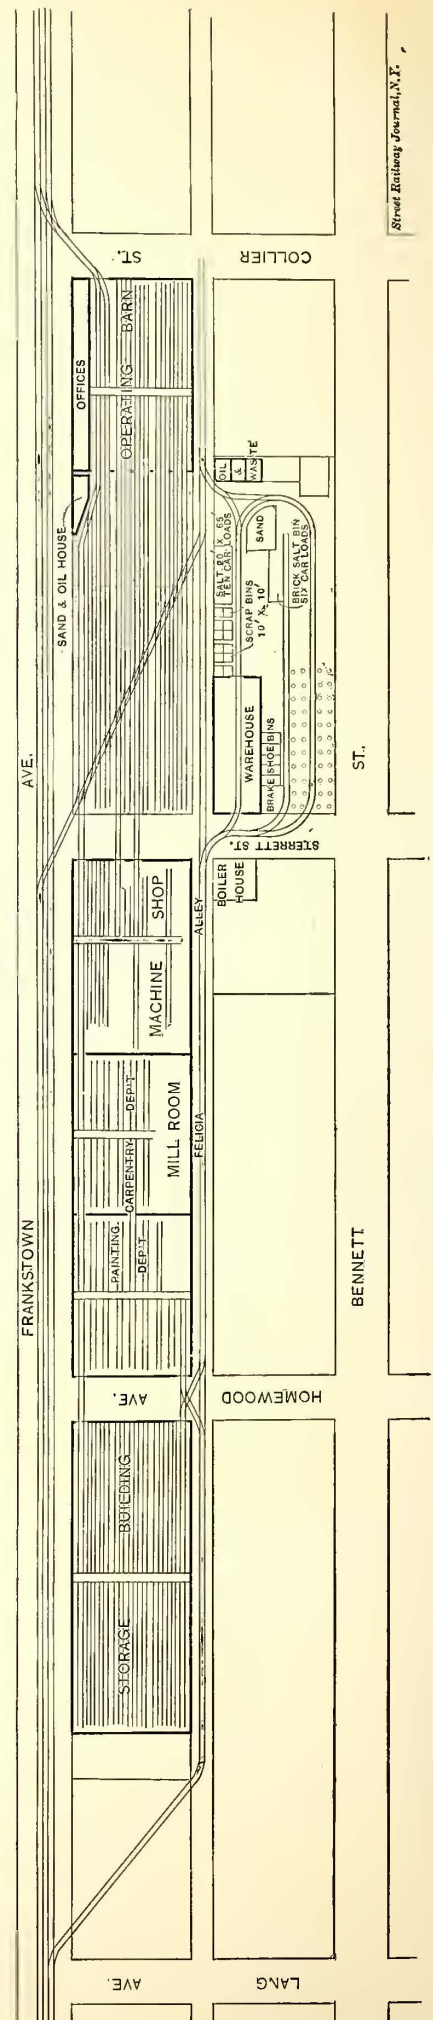 Street Railway Journal, N.Y.
COLLIER ST.
OFFICES
OPERATING BARN
SAND & OIL HOUSE
OIL
&
WASTE
SALT 20 X 65
TEN CAR LOADS
SAND
SCRAP BINS
10' X 10'
BRICK SALT BIN
SIX CAR LOADS
WAREHOUSE
BRAKE SHOE BINS
STERRETT ST.
FRANKSTOWN AVE.
BENNETT ST.
BOILER
HOUSE
FELICIA ALLEY
MACHINE SHOP
MILL ROOM
CARPENTRY DEP'T
PAINTING
DEP'T
HOMEWOOD AVE.
STORAGE BUILDING
LANG AVE.